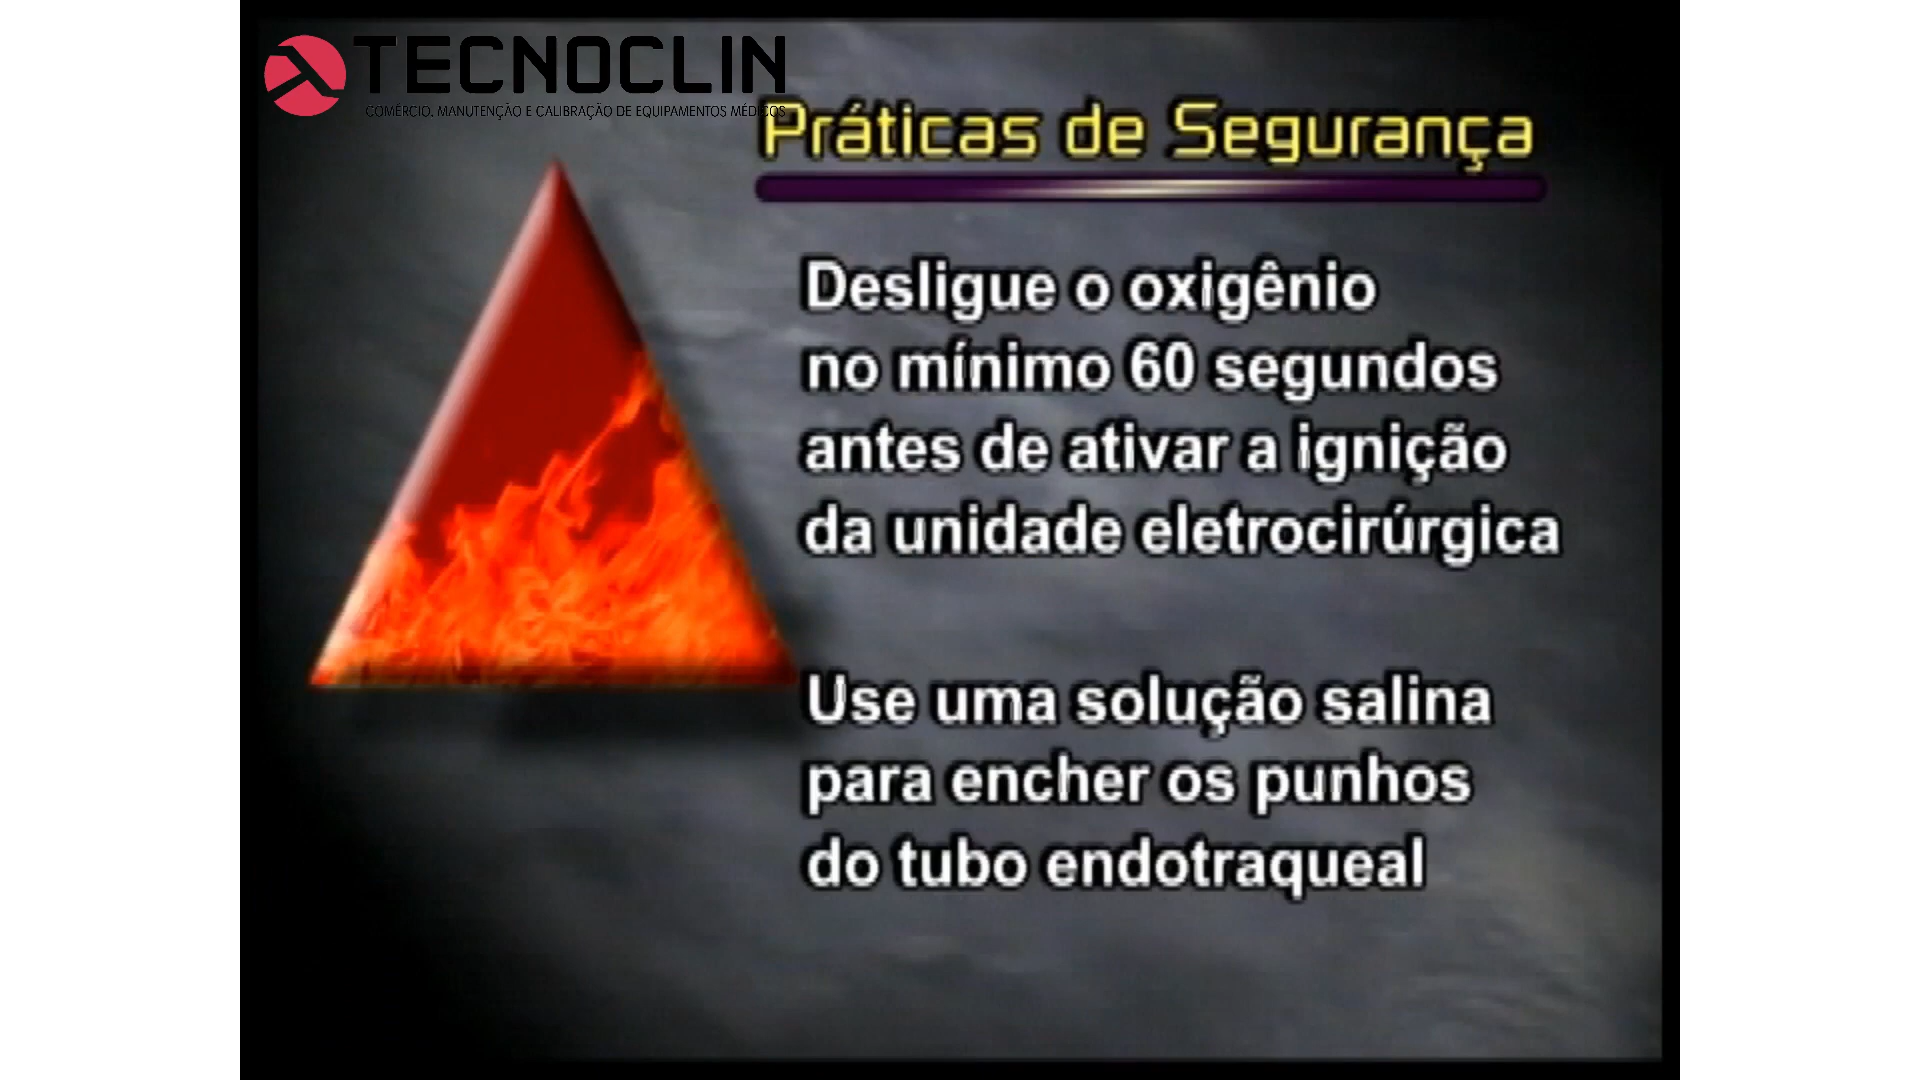 TECNOCLIN
COMÉRCIO, MANUTENÇÃO E CALIBRAÇÃO DE EQUIPAMENTOS MÉDICOS
Práticas de Segurança
Desligue o oxigênio
no mínimo 60 segundos
antes de ativar a ignição
da unidade eletrocirúrgica
Use uma solução salina
para encher os punhos
do tubo endotraqueal